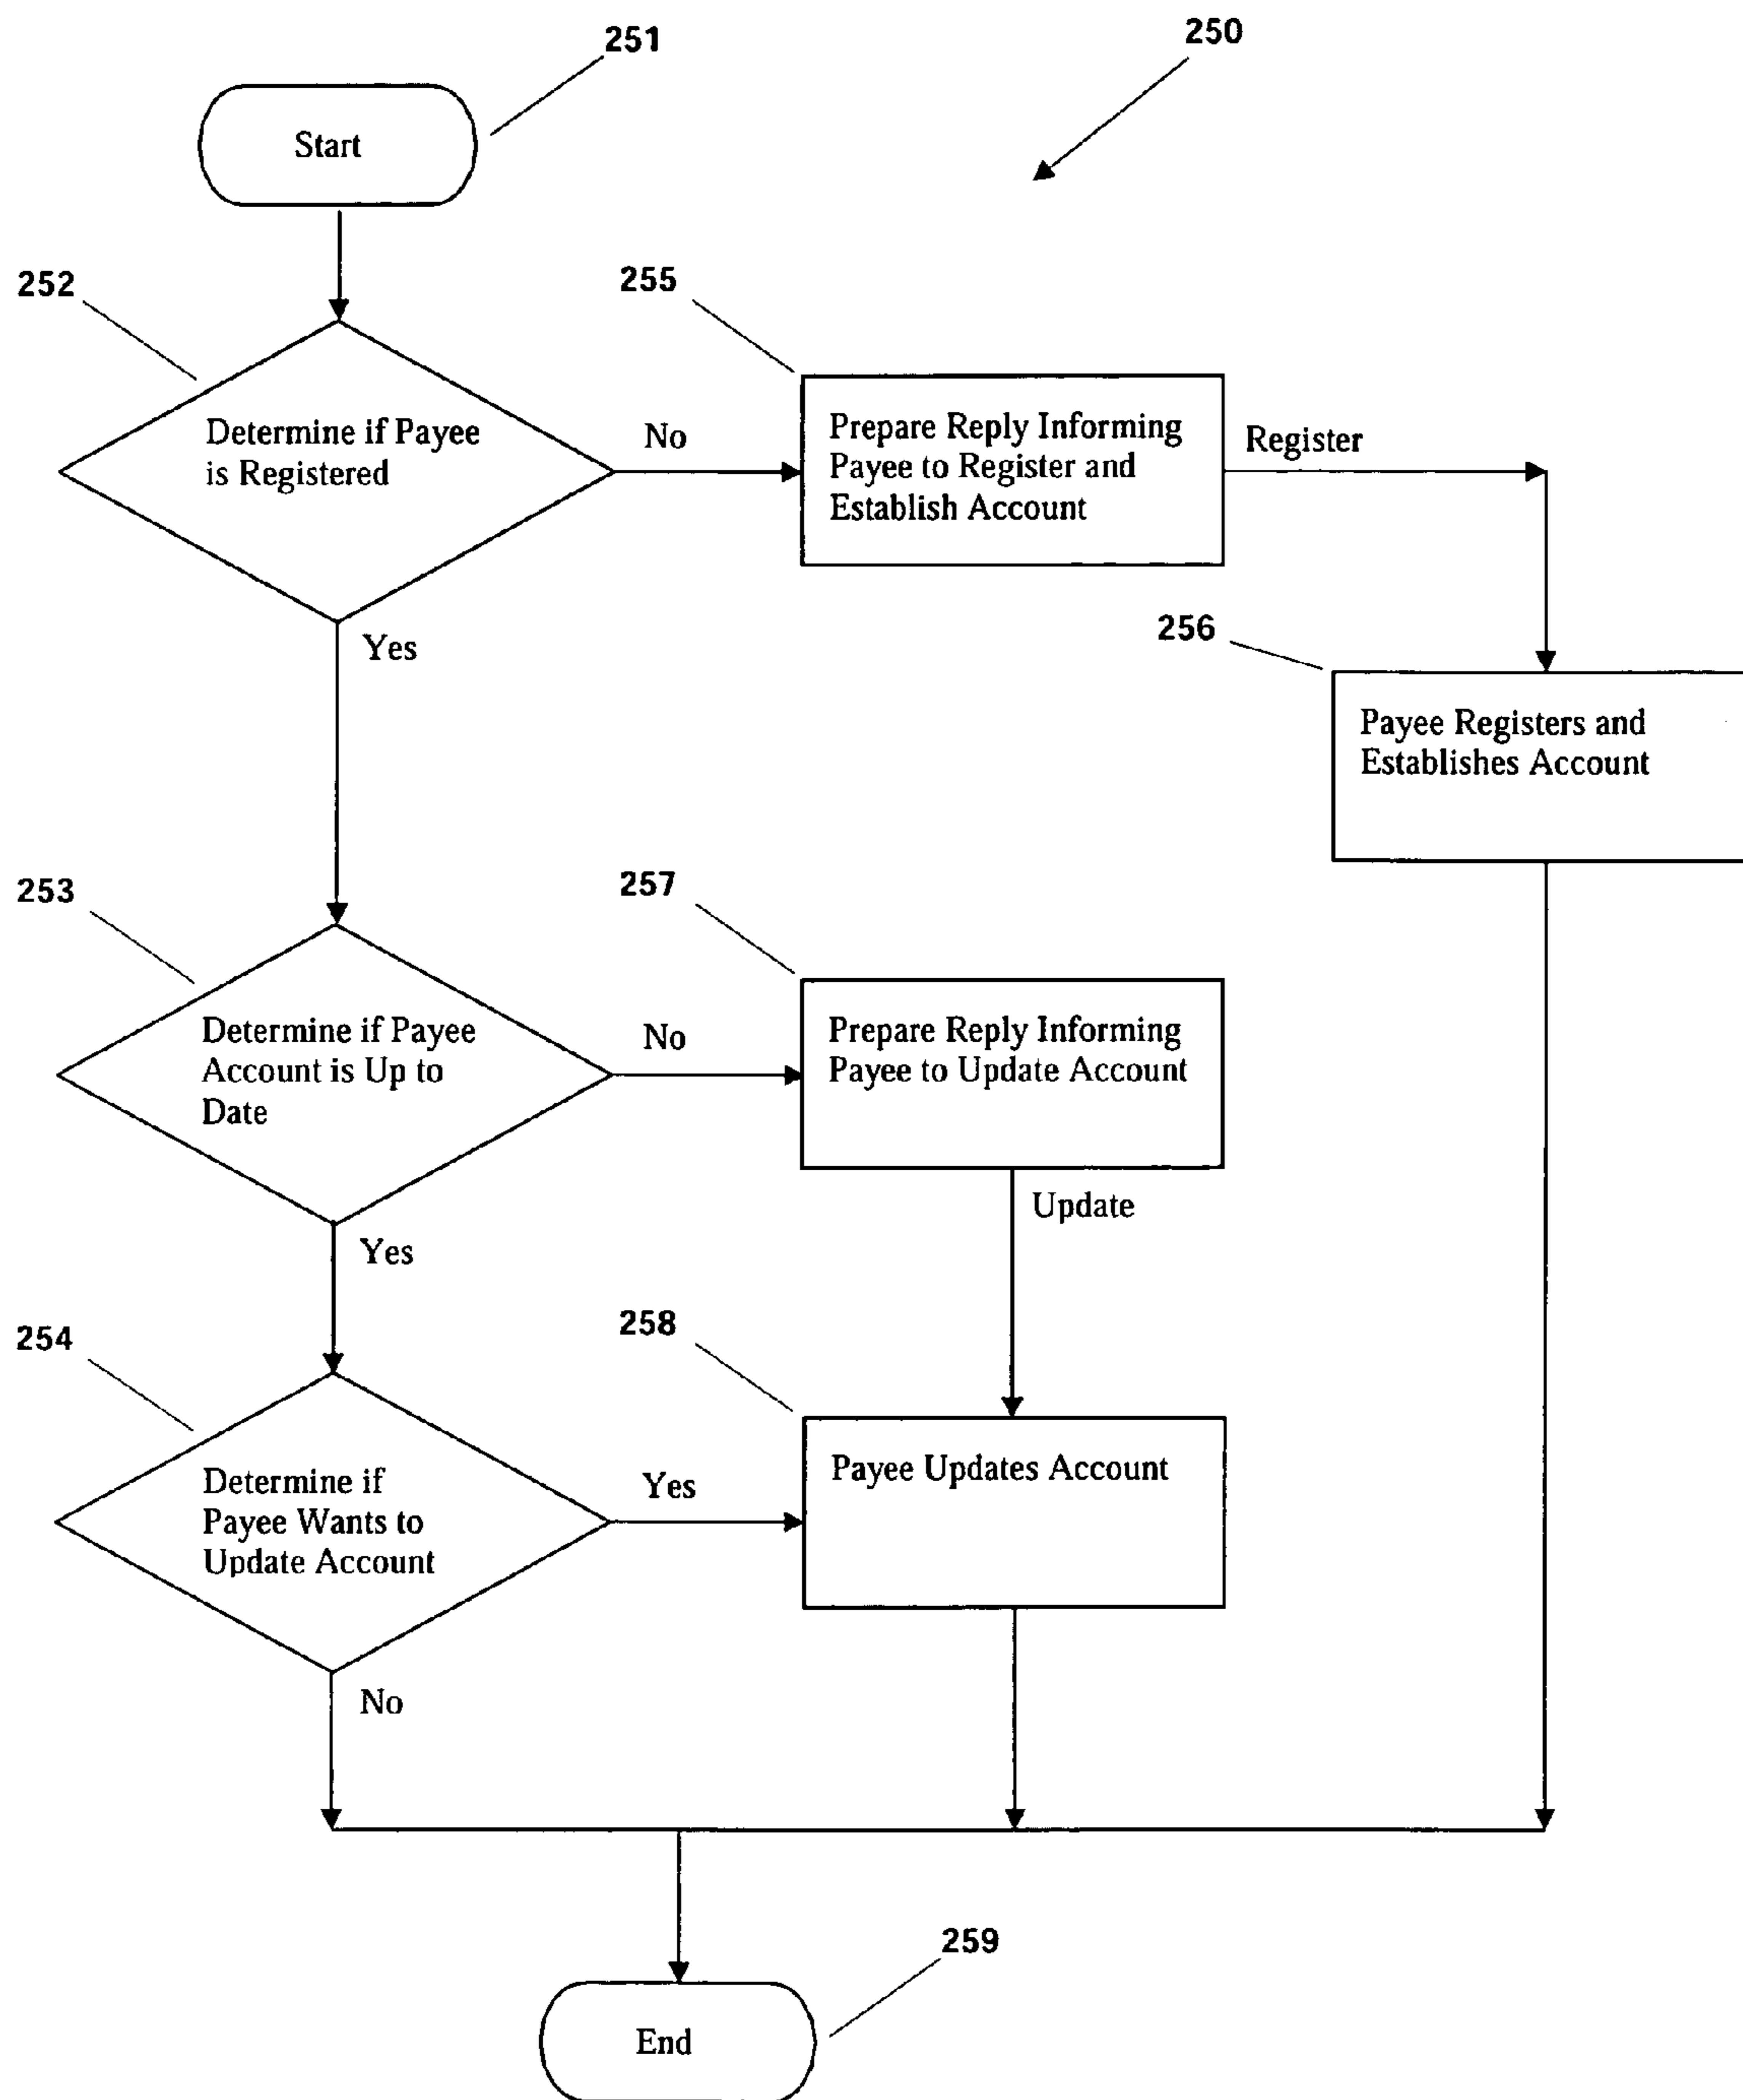 251
250
Start
252
255
Determine if Payee
is Registered
No
Prepare Reply Informing
Payee to Register and
Establish Account
Register
Yes
256
Payee Registers and
Establishes Account
253
257
Determine if Payee
Account is Up to
Date
No
Prepare Reply Informing
Payee to Update Account
Update
Yes
254
258
Determine if
Payee Wants to
Update Account
Yes
Payee Updates Account
No
259
End